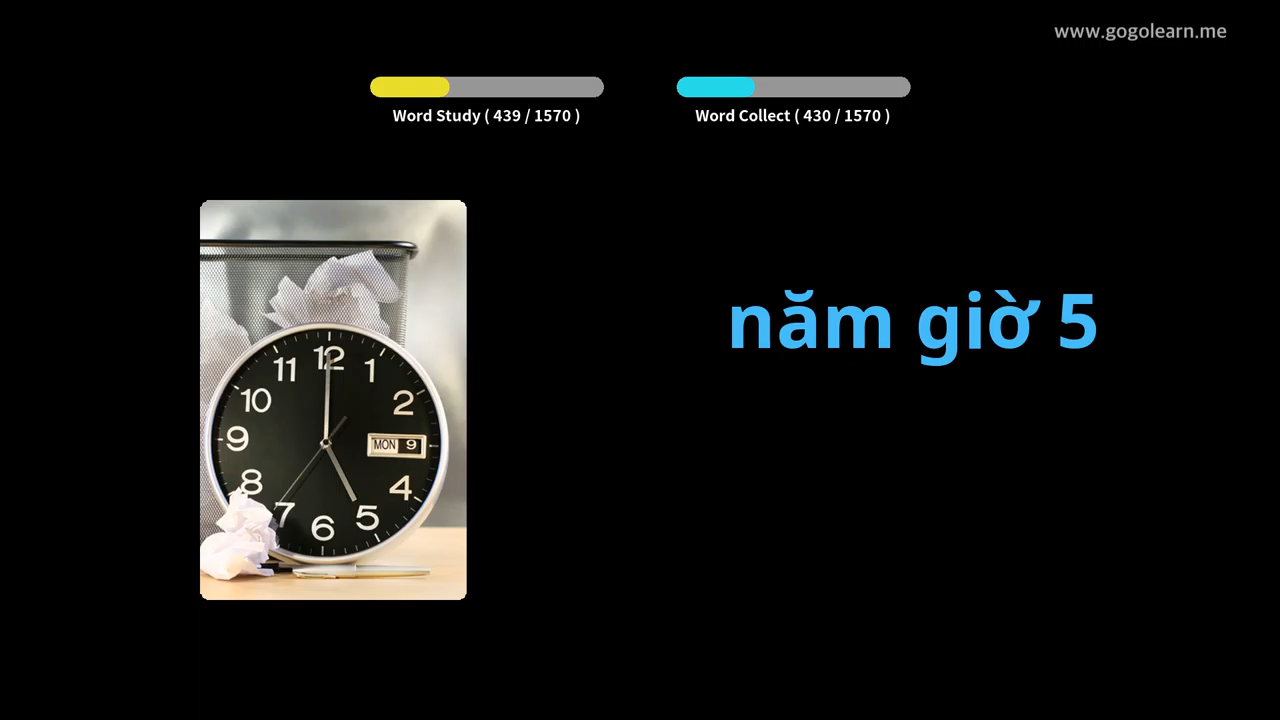 www.gogolearn.me
Word Study ( 439 / 1570 )
Word Collect ( 430 / 1570 )
năm giờ 5
12
11
1
10
2
9
MON 9
8
4
7
5
6